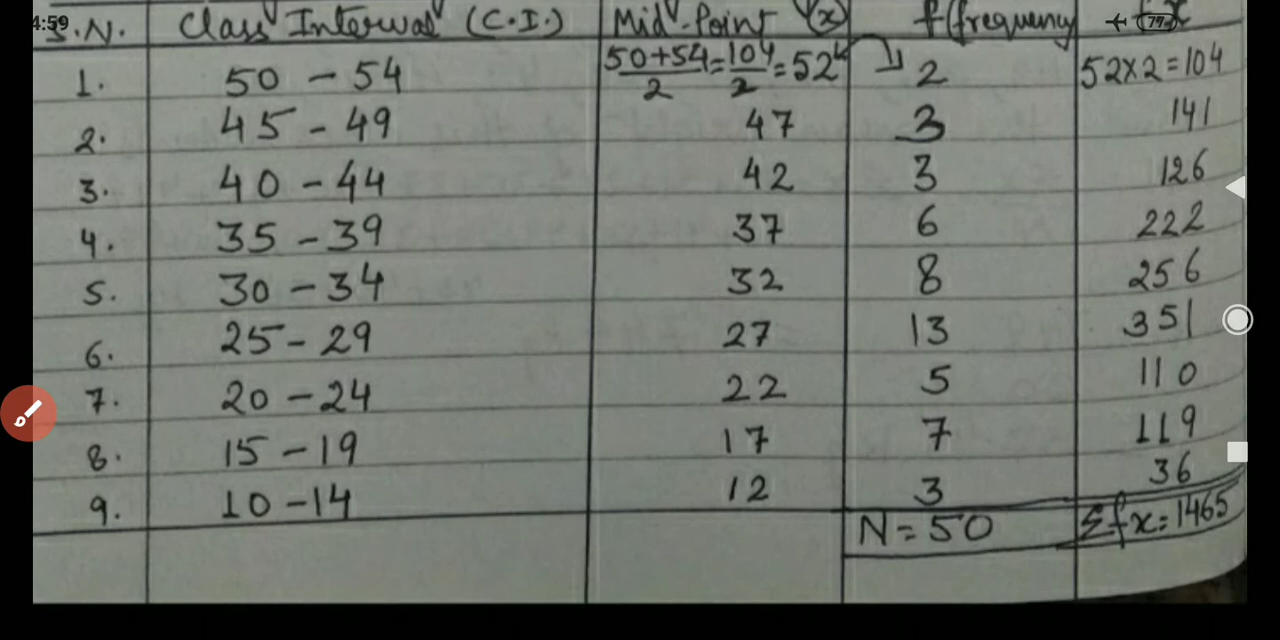 4:59 77
S.N. Class Interval (C.I.) Mid-Point (x) f(frequency
1. 50 - 54 50+54/2 = 104/2 = 52 2 52×2=104
2. 45 - 49 47 3 141
3. 40 - 44 42 3 126
4. 35 - 39 37 6 222
5. 30 - 34 32 8 256
6. 25 - 29 27 13 351
7. 20 - 24 22 5 110
8. 15 - 19 17 7 119
9. 10 - 14 12 3 36
N = 50 Σfx=1465